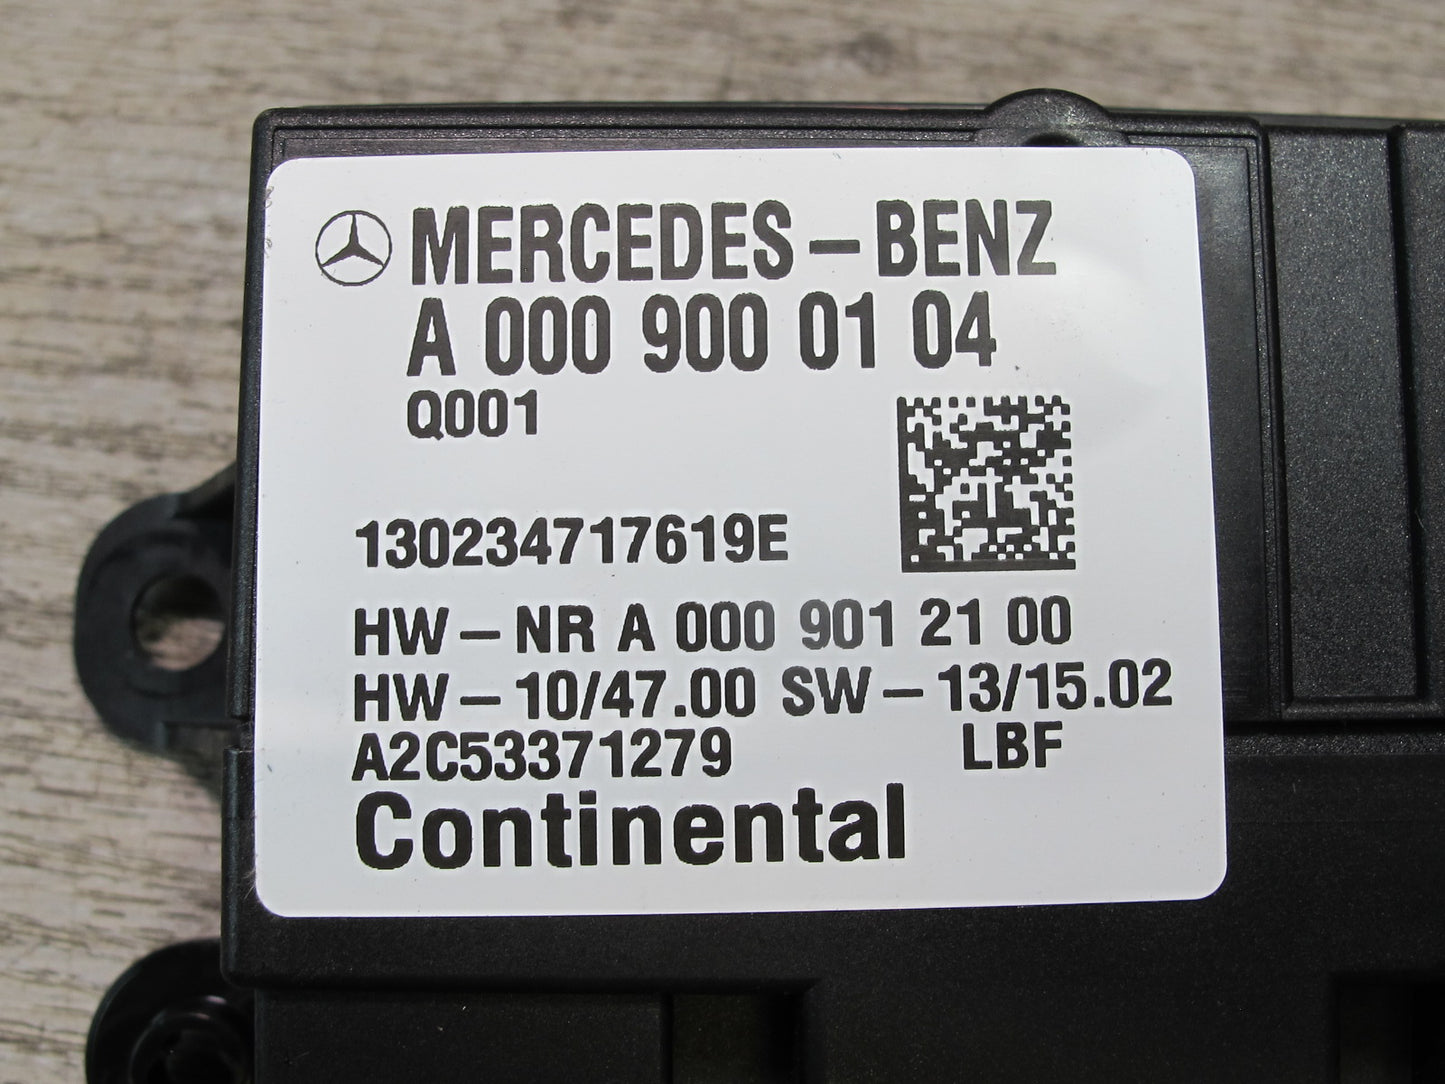 MERCEDES-BENZ
A 000 900 01 04
Q001
130234717619E
HW-NR A 000 901 21 00
HW-10/47.00 SW-13/15.02
A2C53371279 LBF
Continental